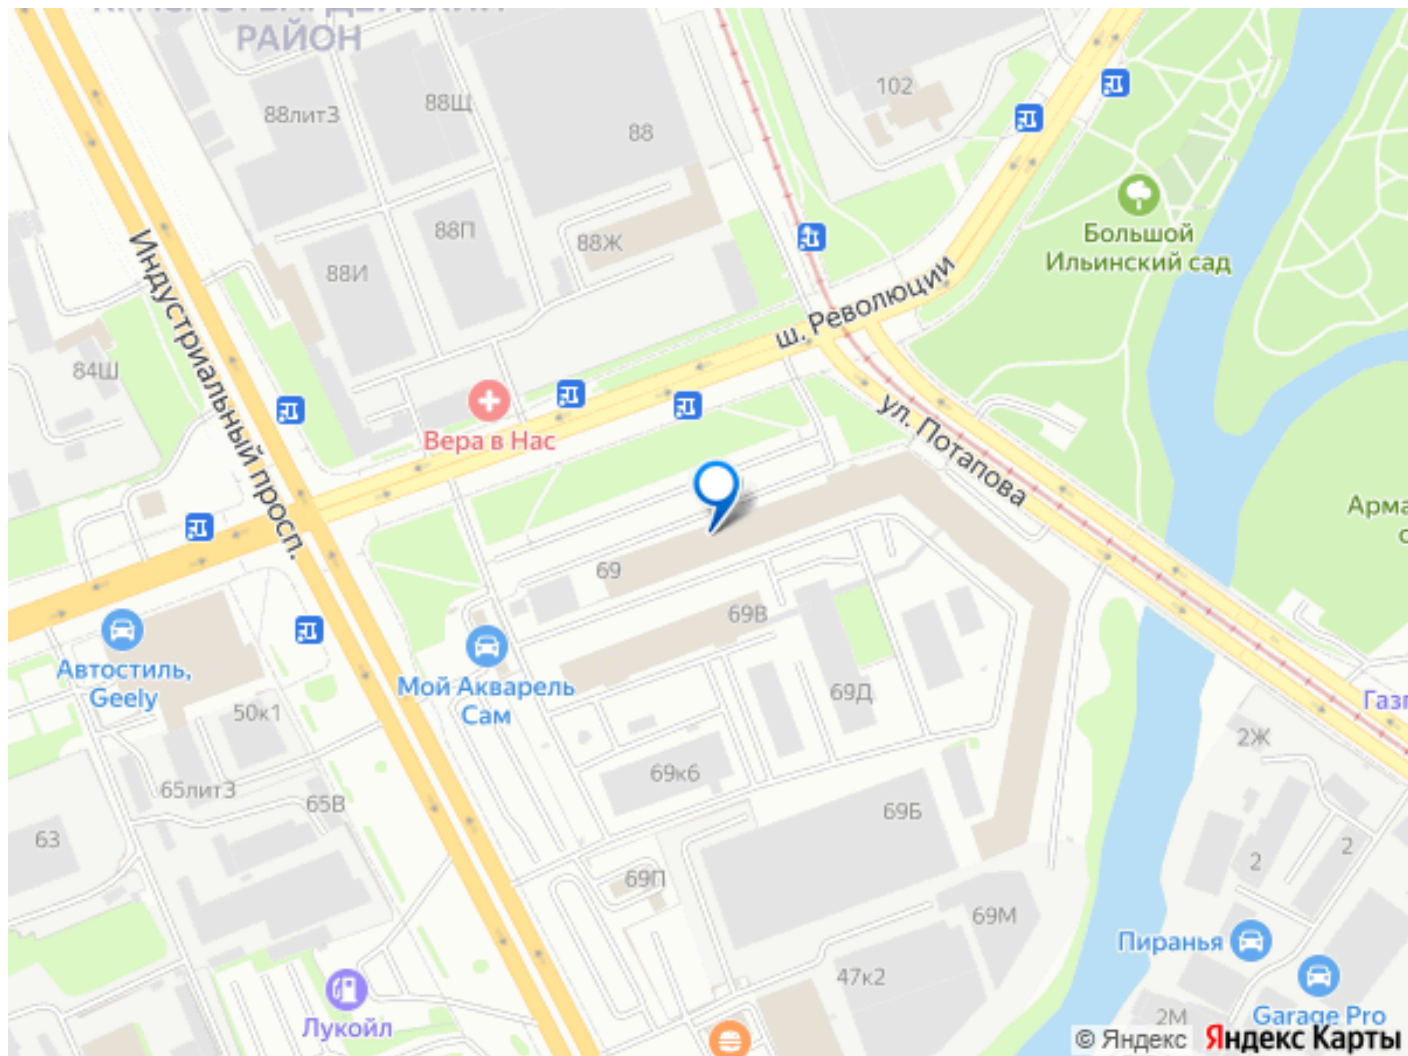 КРАСНОГВАРДЕЙСКИЙ
РАЙОН
102
88Щ
88лит3
88
88П
88Ж
88И
Большой
Ильинский сад
Индустриальный просп.
ш. Революции
84Ш
Вера в Нас
ул. Потапова
69
69В
Автостиль,
Geely
Мой Акварель
Сам
69Д
50к1
2Ж
69к6
65лит3
65В
69Б
63
2
2
69П
69М
Пиранья
47к2
Лукойл
2М
Garage Pro
© Яндекс Яндекс Карты